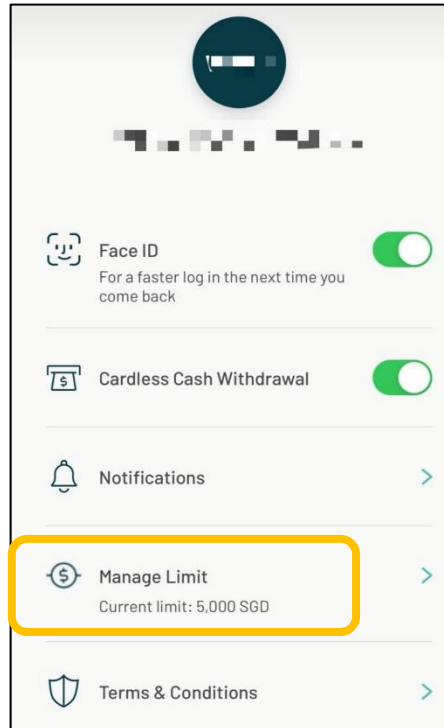 Face ID
For a faster log in the next time you
come back
Cardless Cash Withdrawal
Notifications
Manage Limit
Current limit: 5,000 SGD
Terms & Conditions